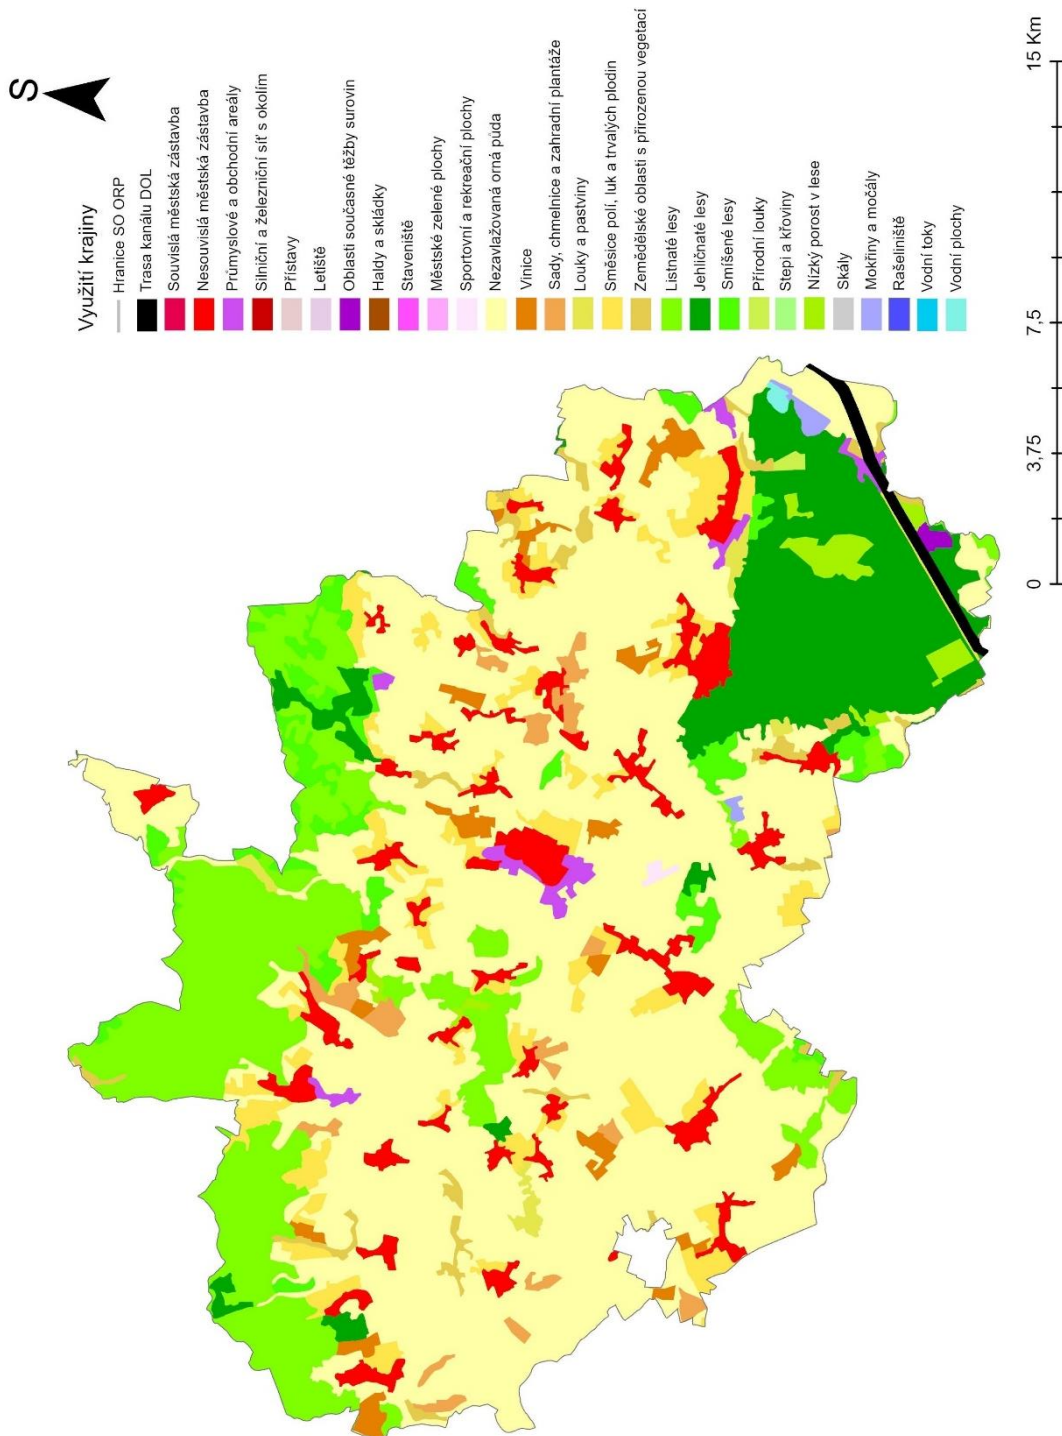 S
Využití krajiny
Hranice SO ORP
Trasa kanálu DOL
Souvislá městská zástavba
Nesouvislá městská zástavba
Průmyslové a obchodní areály
Silniční a železniční síť s okolím
Přístavy
Letiště
Oblasti současné těžby surovin
Haldy a skládky
Staveniště
Městské zelené plochy
Sportovní a rekreační plochy
Nezavlažovaná orná půda
Vinice
Sady, chmelnice a zahradní plantáže
Louky a pastviny
Směsice polí, luk a trvalých plodin
Zemědělské oblasti s přirozenou vegetací
Listnaté lesy
Jehličnaté lesy
Smíšené lesy
Přírodní louky
Stepi a křoviny
Nízký porost v lese
Skály
Mokřiny a močály
Rašeliniště
Vodní toky
Vodní plochy
0 3,75 7,5 15 Km